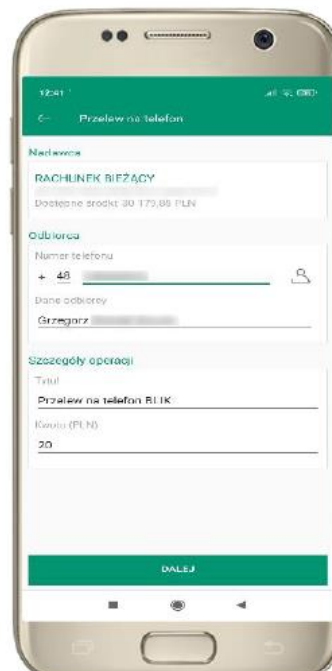 12:41
Przelew na telefon
Nadawca
RACHUNEK BIEŻĄCY
Dostępne środki: 30 179,86 PLN
Odbiorca
Numer telefonu
+ 48
Dane odbiorcy
Grzegorz
Szczegóły operacji
Tytuł
Przelew na telefon BLIK
Kwota (PLN)
20
DALEJ